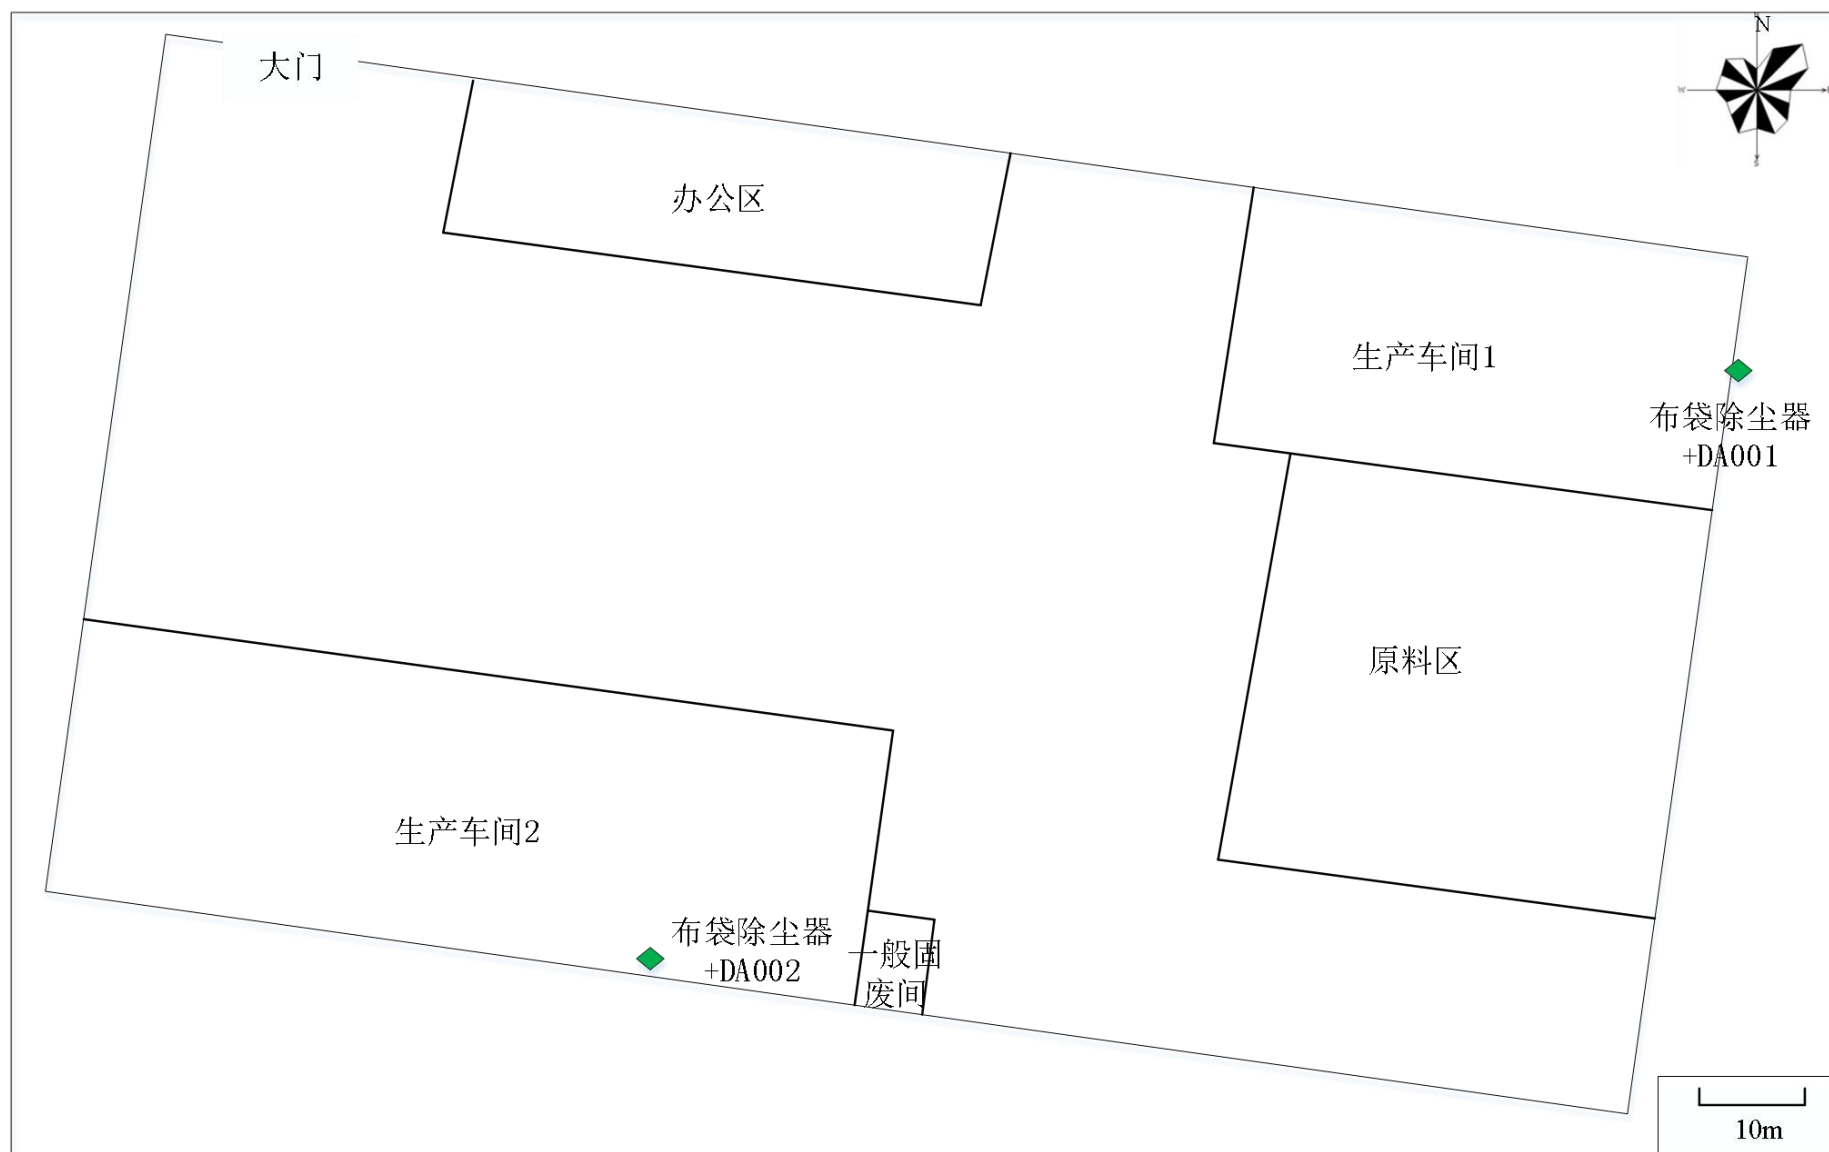 N
大门
W
办公区
S
生产车间1
布袋除尘器
+DA001
原料区
生产车间2
布袋除尘器
+DA002
一般固
废间
10m